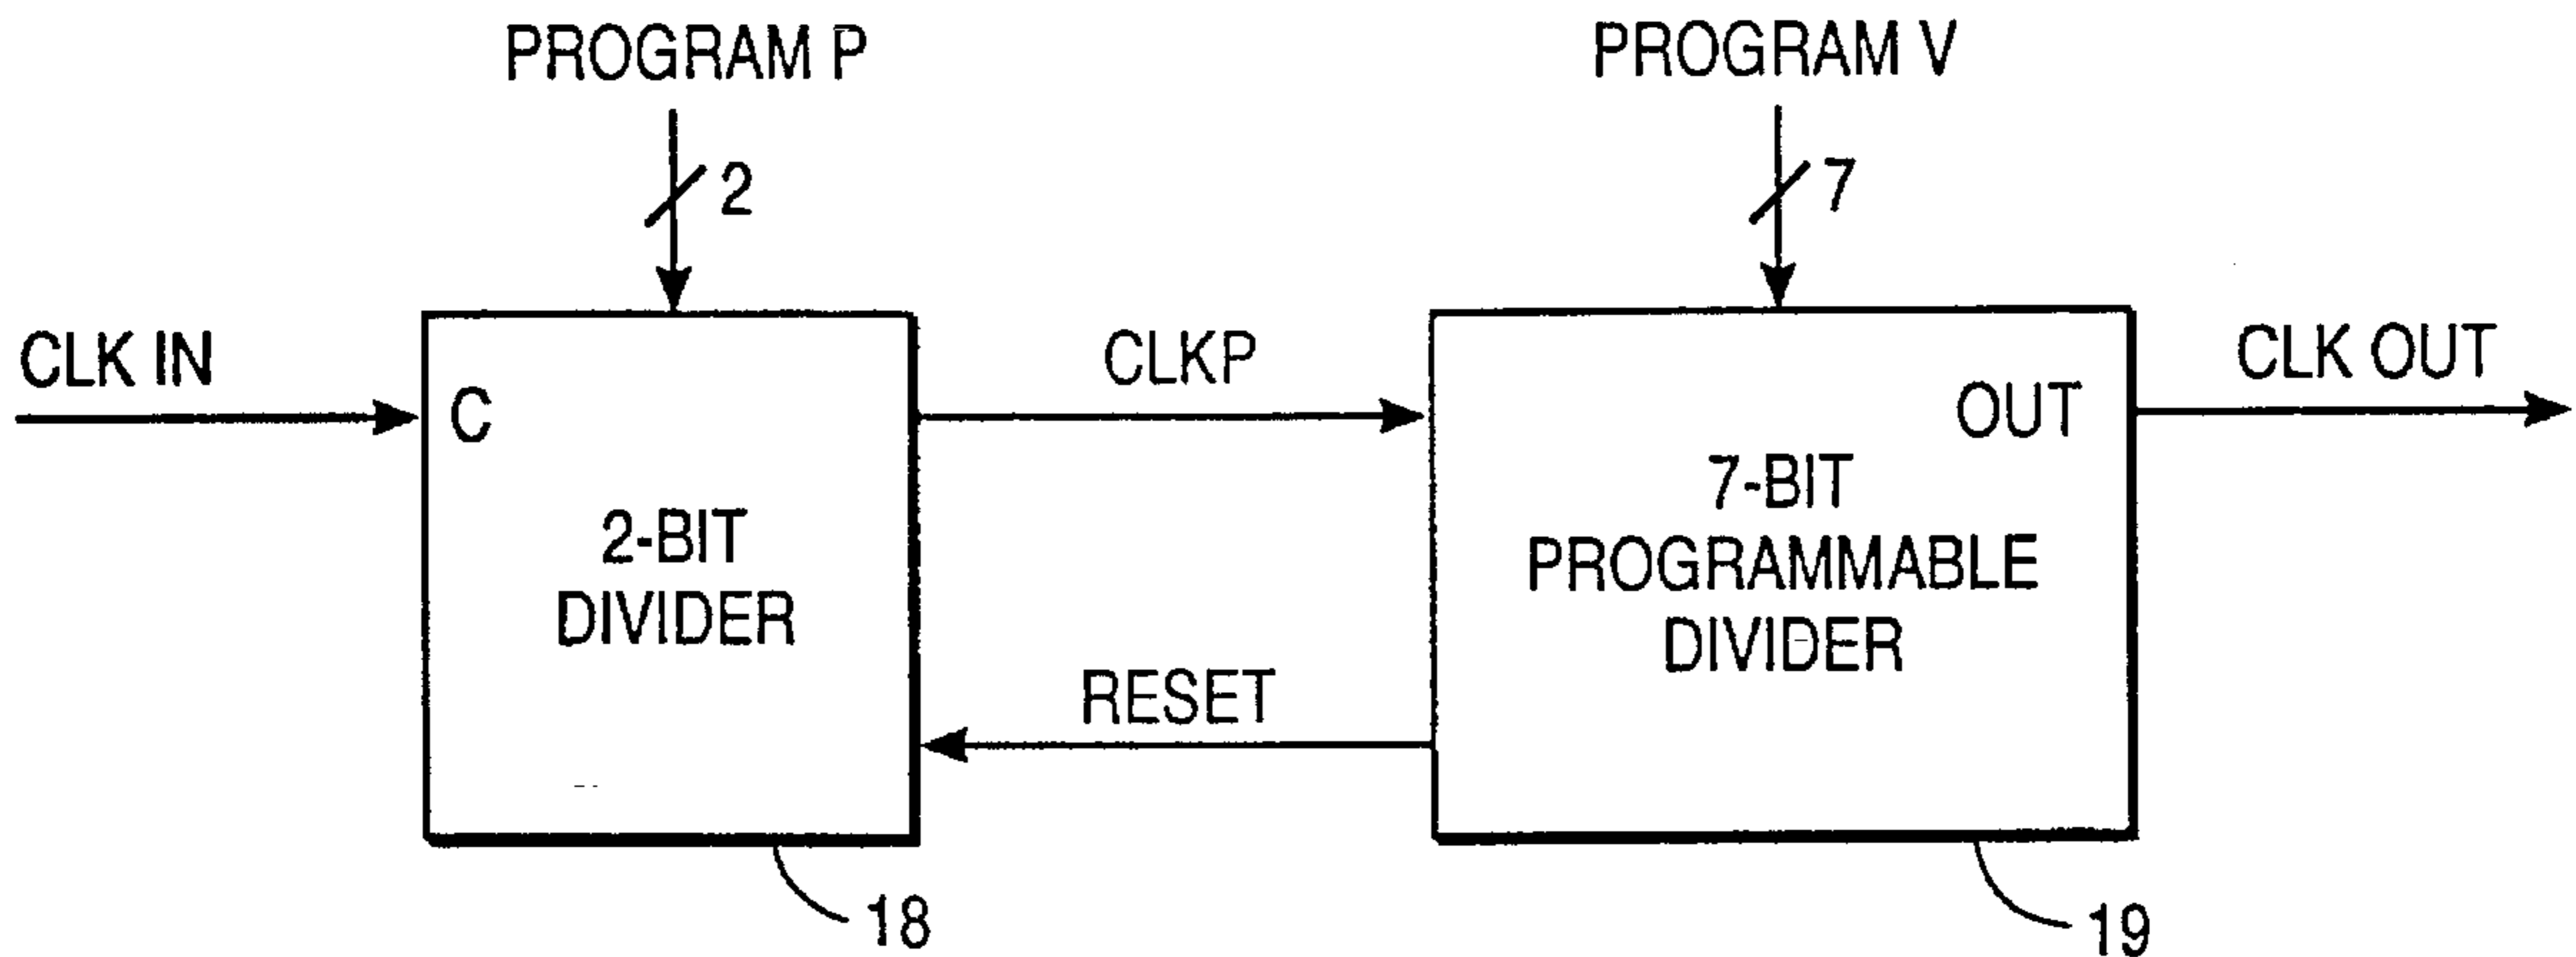 PROGRAM P
PROGRAM V
2
7
CLK IN
C
CLKP
OUT
CLK OUT
2-BIT
DIVIDER
7-BIT
PROGRAMMABLE
DIVIDER
RESET
18
19